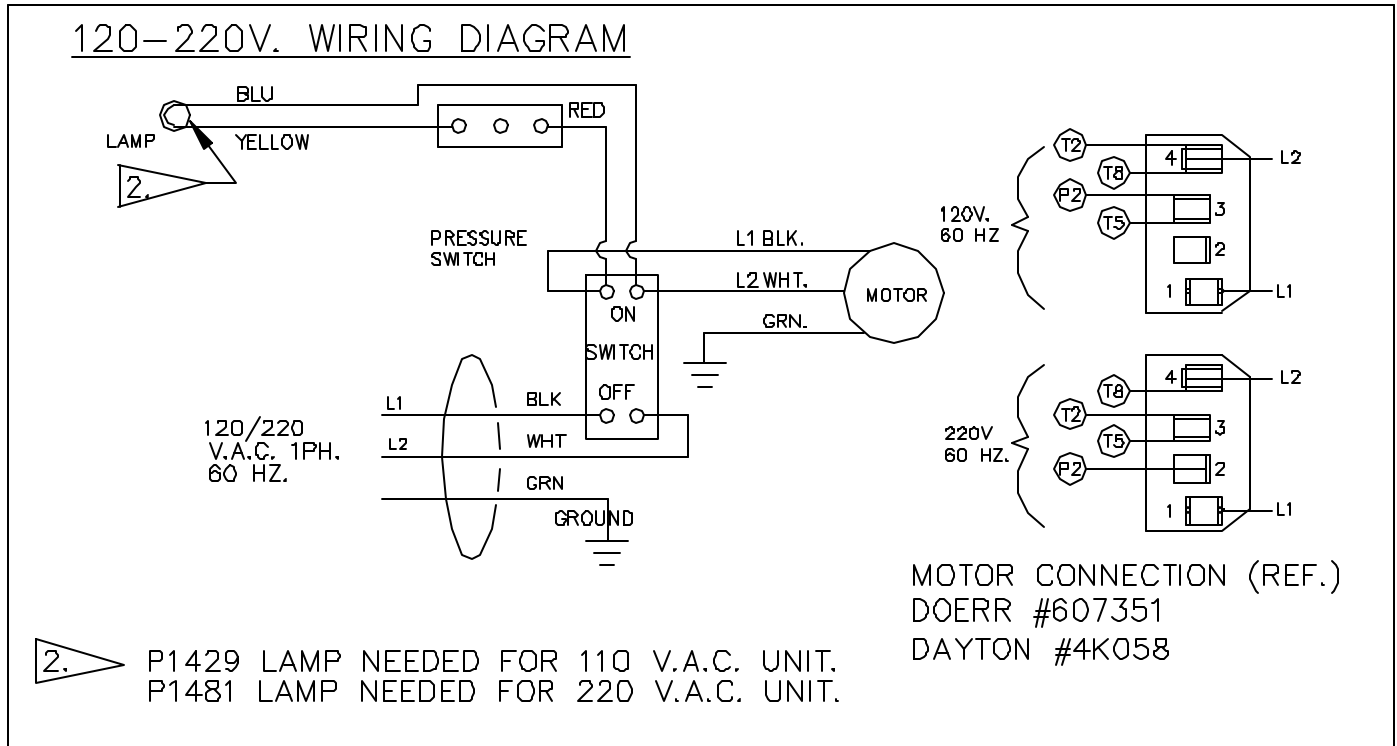 120-220V. WIRING DIAGRAM
BLU
RED
LAMP
YELLOW
2.
PRESSURE
SWITCH
L1 BLK.
L2 WHT.
MOTOR
GRN.
ON
SWITCH
OFF
L1
BLK
120/220
V.A.C. 1PH.
60 HZ.
L2
WHT
GRN
GROUND
120V.
60 HZ
T2
T8
P2
T5
4
L2
3
2
1
L1
220V
60 HZ.
T8
T2
T5
P2
4
L2
3
2
1
L1
MOTOR CONNECTION (REF.)
DOERR #607351
DAYTON #4K058
2.
P1429 LAMP NEEDED FOR 110 V.A.C. UNIT.
P1481 LAMP NEEDED FOR 220 V.A.C. UNIT.